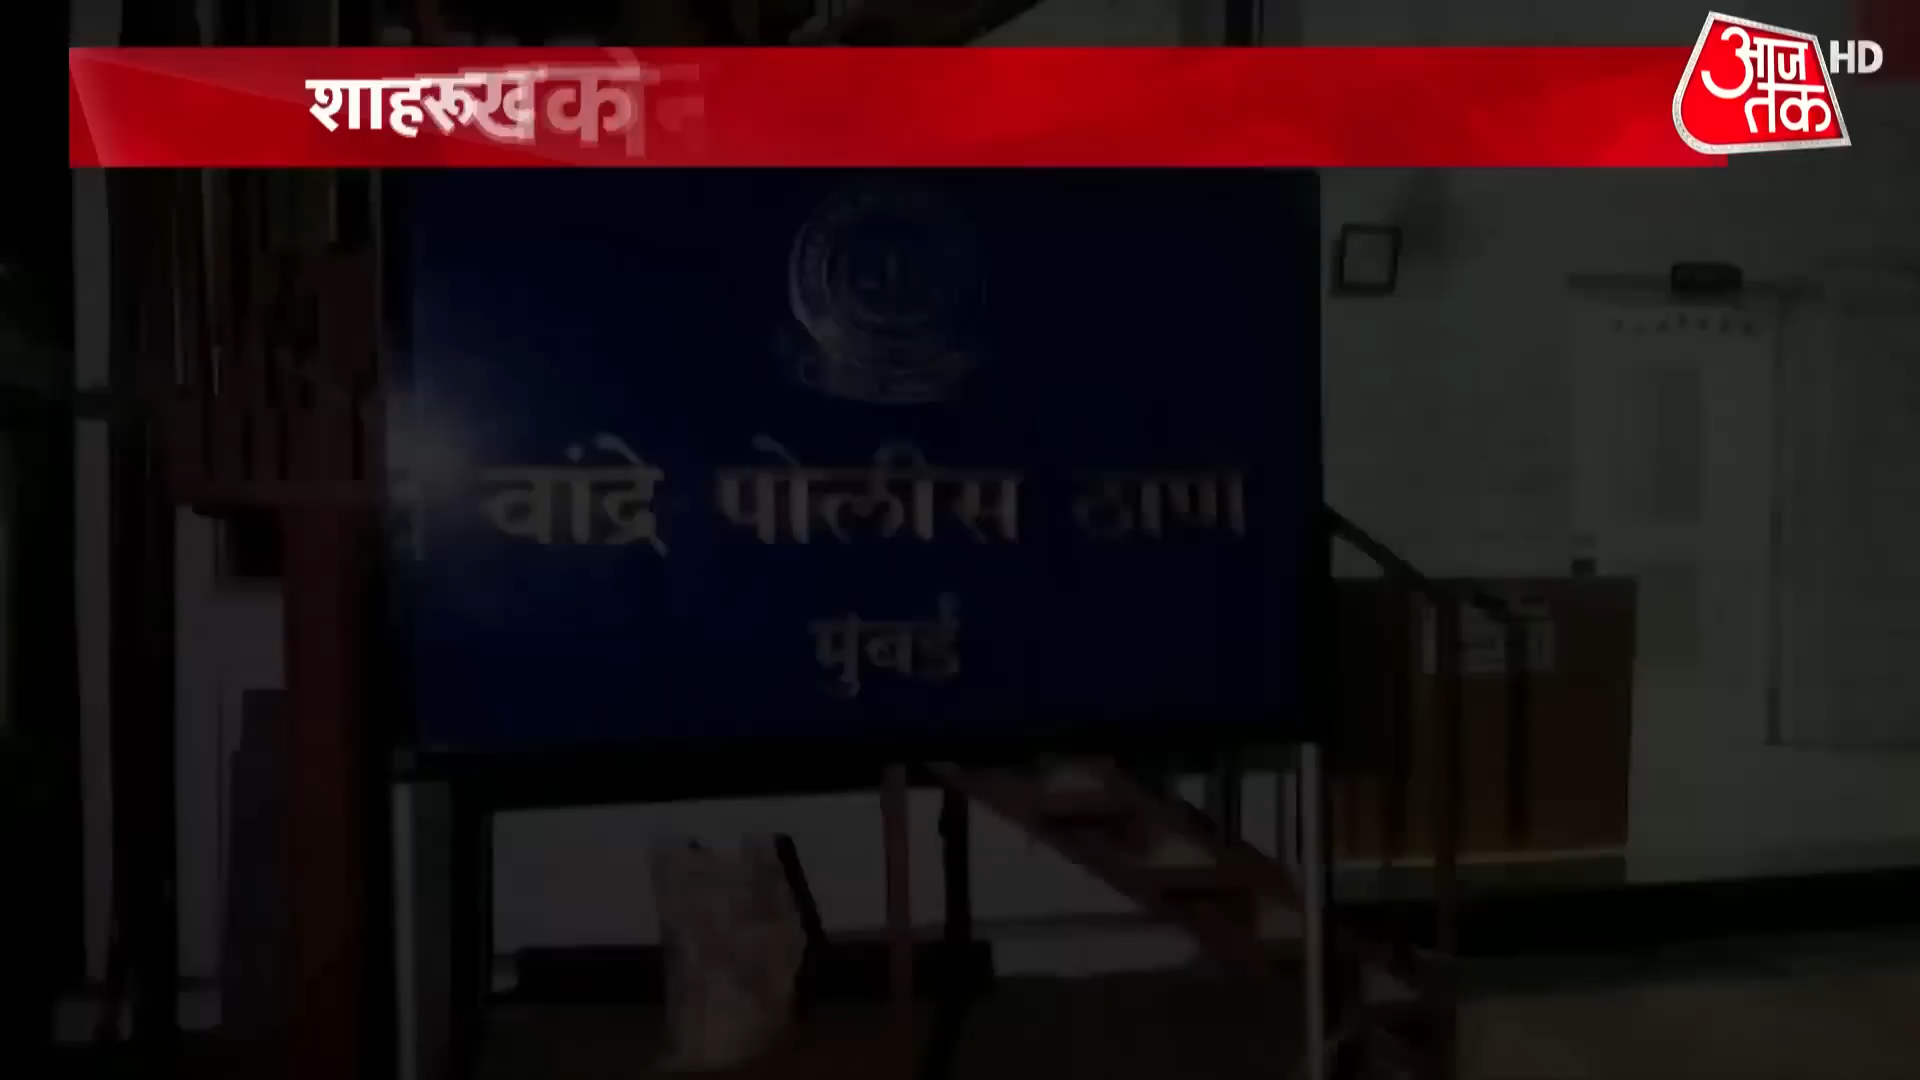 शाहरूख को
आज
तक
HD
वांद्रे पोलीस ठाणे
मुंबई